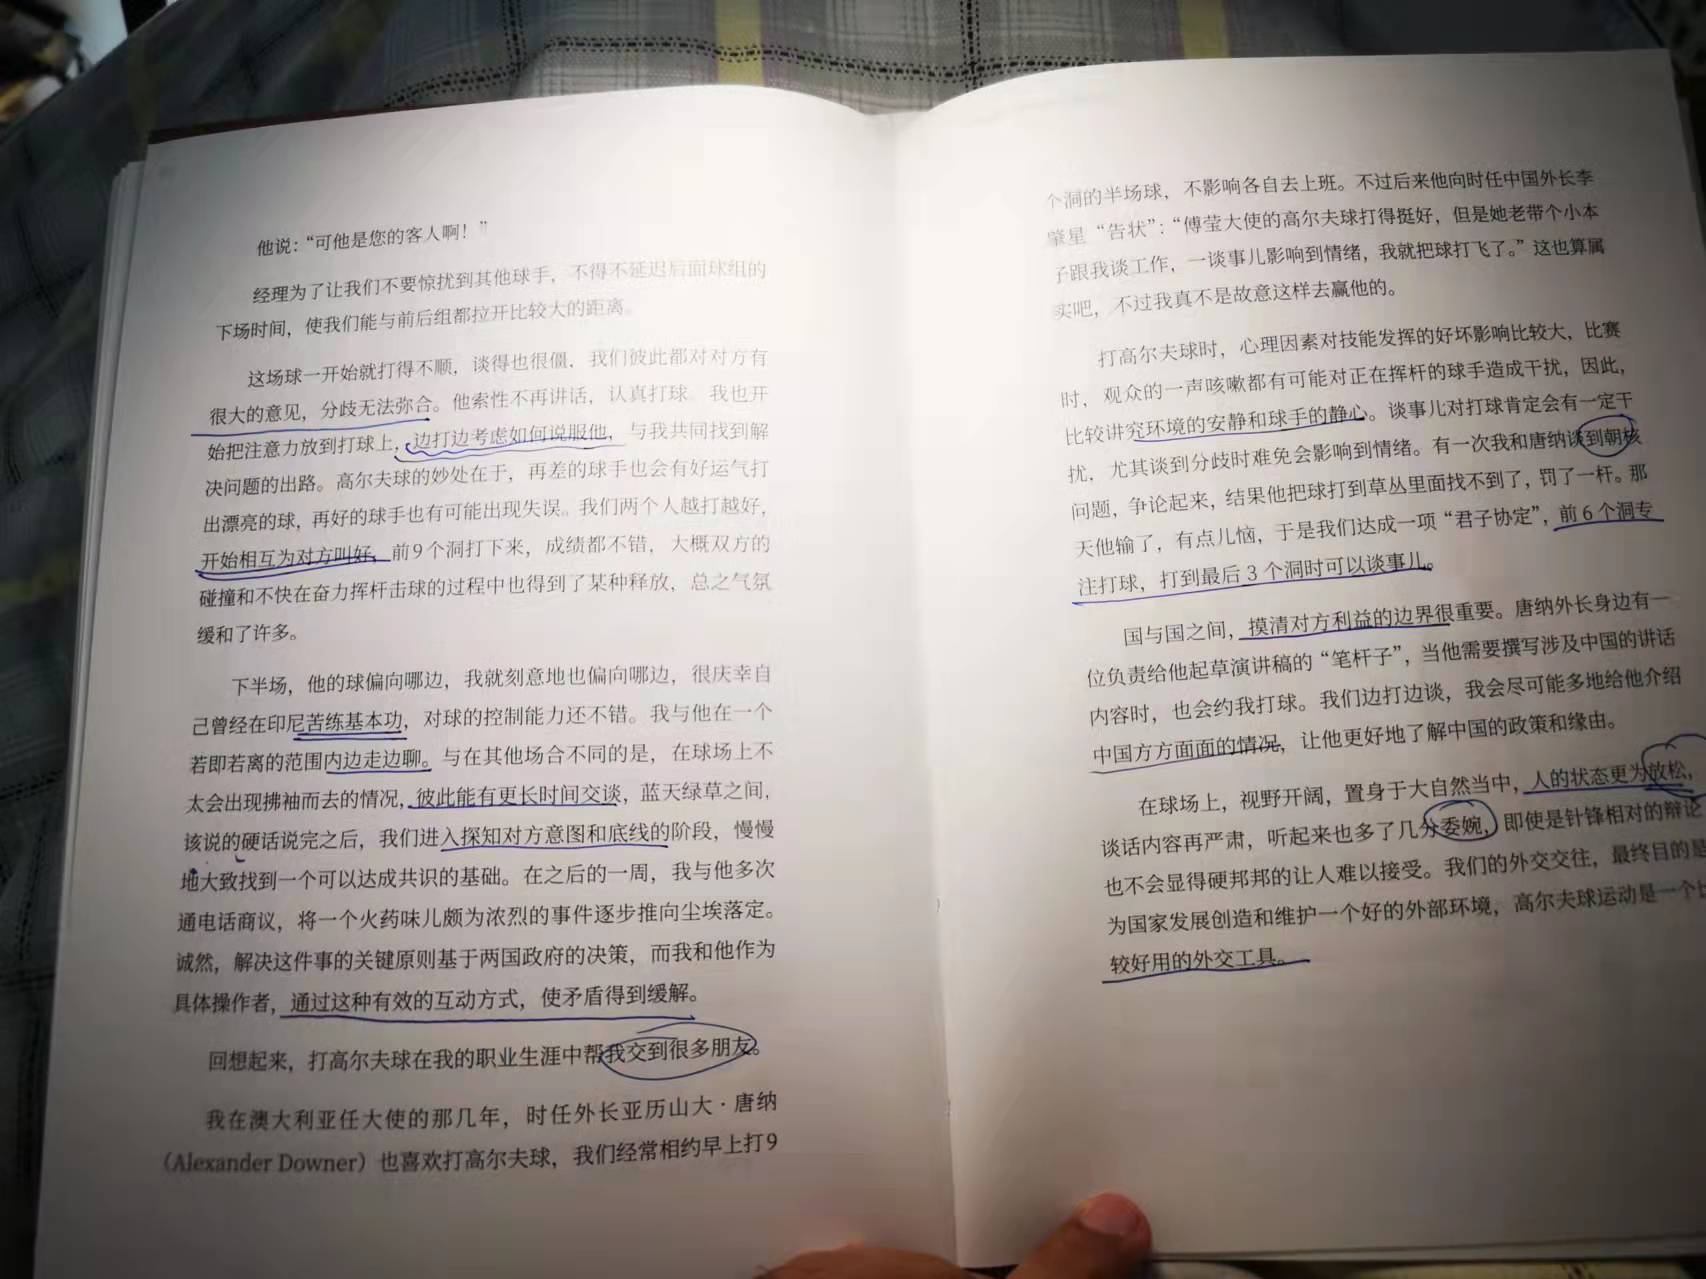 他说：“可他是您的客人啊！”
经理为了让我们不要惊扰到其他球手，不得不延迟后面球组的
下场时间，使我们能与前后组都拉开比较大的距离。
这场球一开始就打得不顺，谈得也很僵，我们彼此都对对方有
很大的意见，分歧无法弥合。他索性不再讲话，认真打球。我也开
始把注意力放到打球上，边打边考虑如何说服他，与我共同找到解
决问题的出路。高尔夫球的妙处在于，再差的球手也会有好运气打
出漂亮的球，再好的球手也有可能出现失误。我们两个人越打越好，
开始相互为对方叫好，前9个洞打下来，成绩都不错，大概双方的
碰撞和不快在奋力挥杆击球的过程中也得到了某种释放，总之气氛
缓和了许多。
下半场，他的球偏向哪边，我就刻意地也偏向哪边，很庆幸自
己曾经在印尼苦练基本功，对球的控制能力还不错。我与他在一个
若即若离的范围内边走边聊。与在其他场合不同的是，在球场上不
太会出现拂袖而去的情况，彼此能有更长时间交谈，蓝天绿草之间，
该说的硬话说完之后，我们进入探知对方意图和底线的阶段，慢慢
地大致找到一个可以达成共识的基础。在之后的一周，我与他多次
通电话商议，将一个火药味儿颇为浓烈的事件逐步推向尘埃落定。
诚然，解决这件事的关键原则基于两国政府的决策，而我和他作为
具体操作者，通过这种有效的互动方式，使矛盾得到缓解。
回想起来，打高尔夫球在我的职业生涯中帮我交到很多朋友。
我在澳大利亚任大使的那几年，时任外长亚历山大·唐纳
（Alexander Downer）也喜欢打高尔夫球，我们经常相约早上打9
个洞的半场球，不影响各自去上班。不过后来他向时任中国外长李
肇星“告状”：“傅莹大使的高尔夫球打得挺好，但是她老带个小本
子跟我谈工作，一谈事儿影响到情绪，我就把球打飞了。”这也算属
实吧，不过我真不是故意这样去赢他的。
打高尔夫球时，心理因素对技能发挥的好坏影响比较大，比赛
时，观众的一声咳嗽都有可能对正在挥杆的球手造成干扰，因此，
比较讲究环境的安静和球手的静心。谈事儿对打球肯定会有一定干
扰，尤其谈到分歧时难免会影响到情绪。有一次我和唐纳谈到朝核
问题，争论起来，结果他把球打到草丛里面找不到了，罚了一杆。那
天他输了，有点儿恼，于是我们达成一项“君子协定”，前6个洞专
注打球，打到最后3个洞时可以谈事儿。
国与国之间，摸清对方利益的边界很重要。唐纳外长身边有一
位负责给他起草演讲稿的“笔杆子”，当他需要撰写涉及中国的讲话
内容时，也会约我打球。我们边打边谈，我会尽可能多地给他介绍
中国方方面面的情况，让他更好地了解中国的政策和缘由。
在球场上，视野开阔，置身于大自然当中，人的状态更为放松，
谈话内容再严肃，听起来也多了几分委婉，即使是针锋相对的辩论
也不会显得硬邦邦的让人难以接受。我们的外交交往，最终目的是
为国家发展创造和维护一个好的外部环境，高尔夫球运动是一个比
较好用的外交工具。